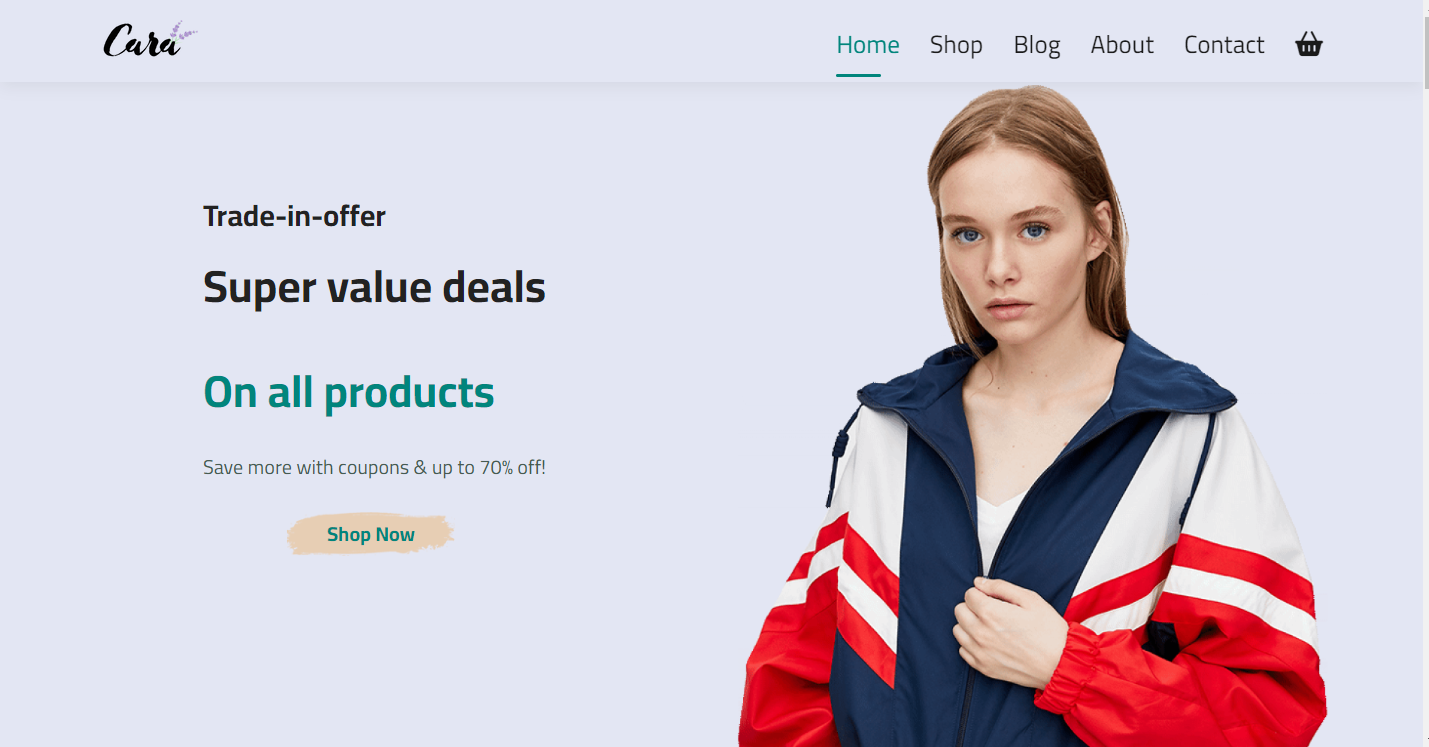 Cara
Home Shop Blog About Contact
Trade-in-offer
Super value deals
On all products
Save more with coupons & up to 70% off!
Shop Now